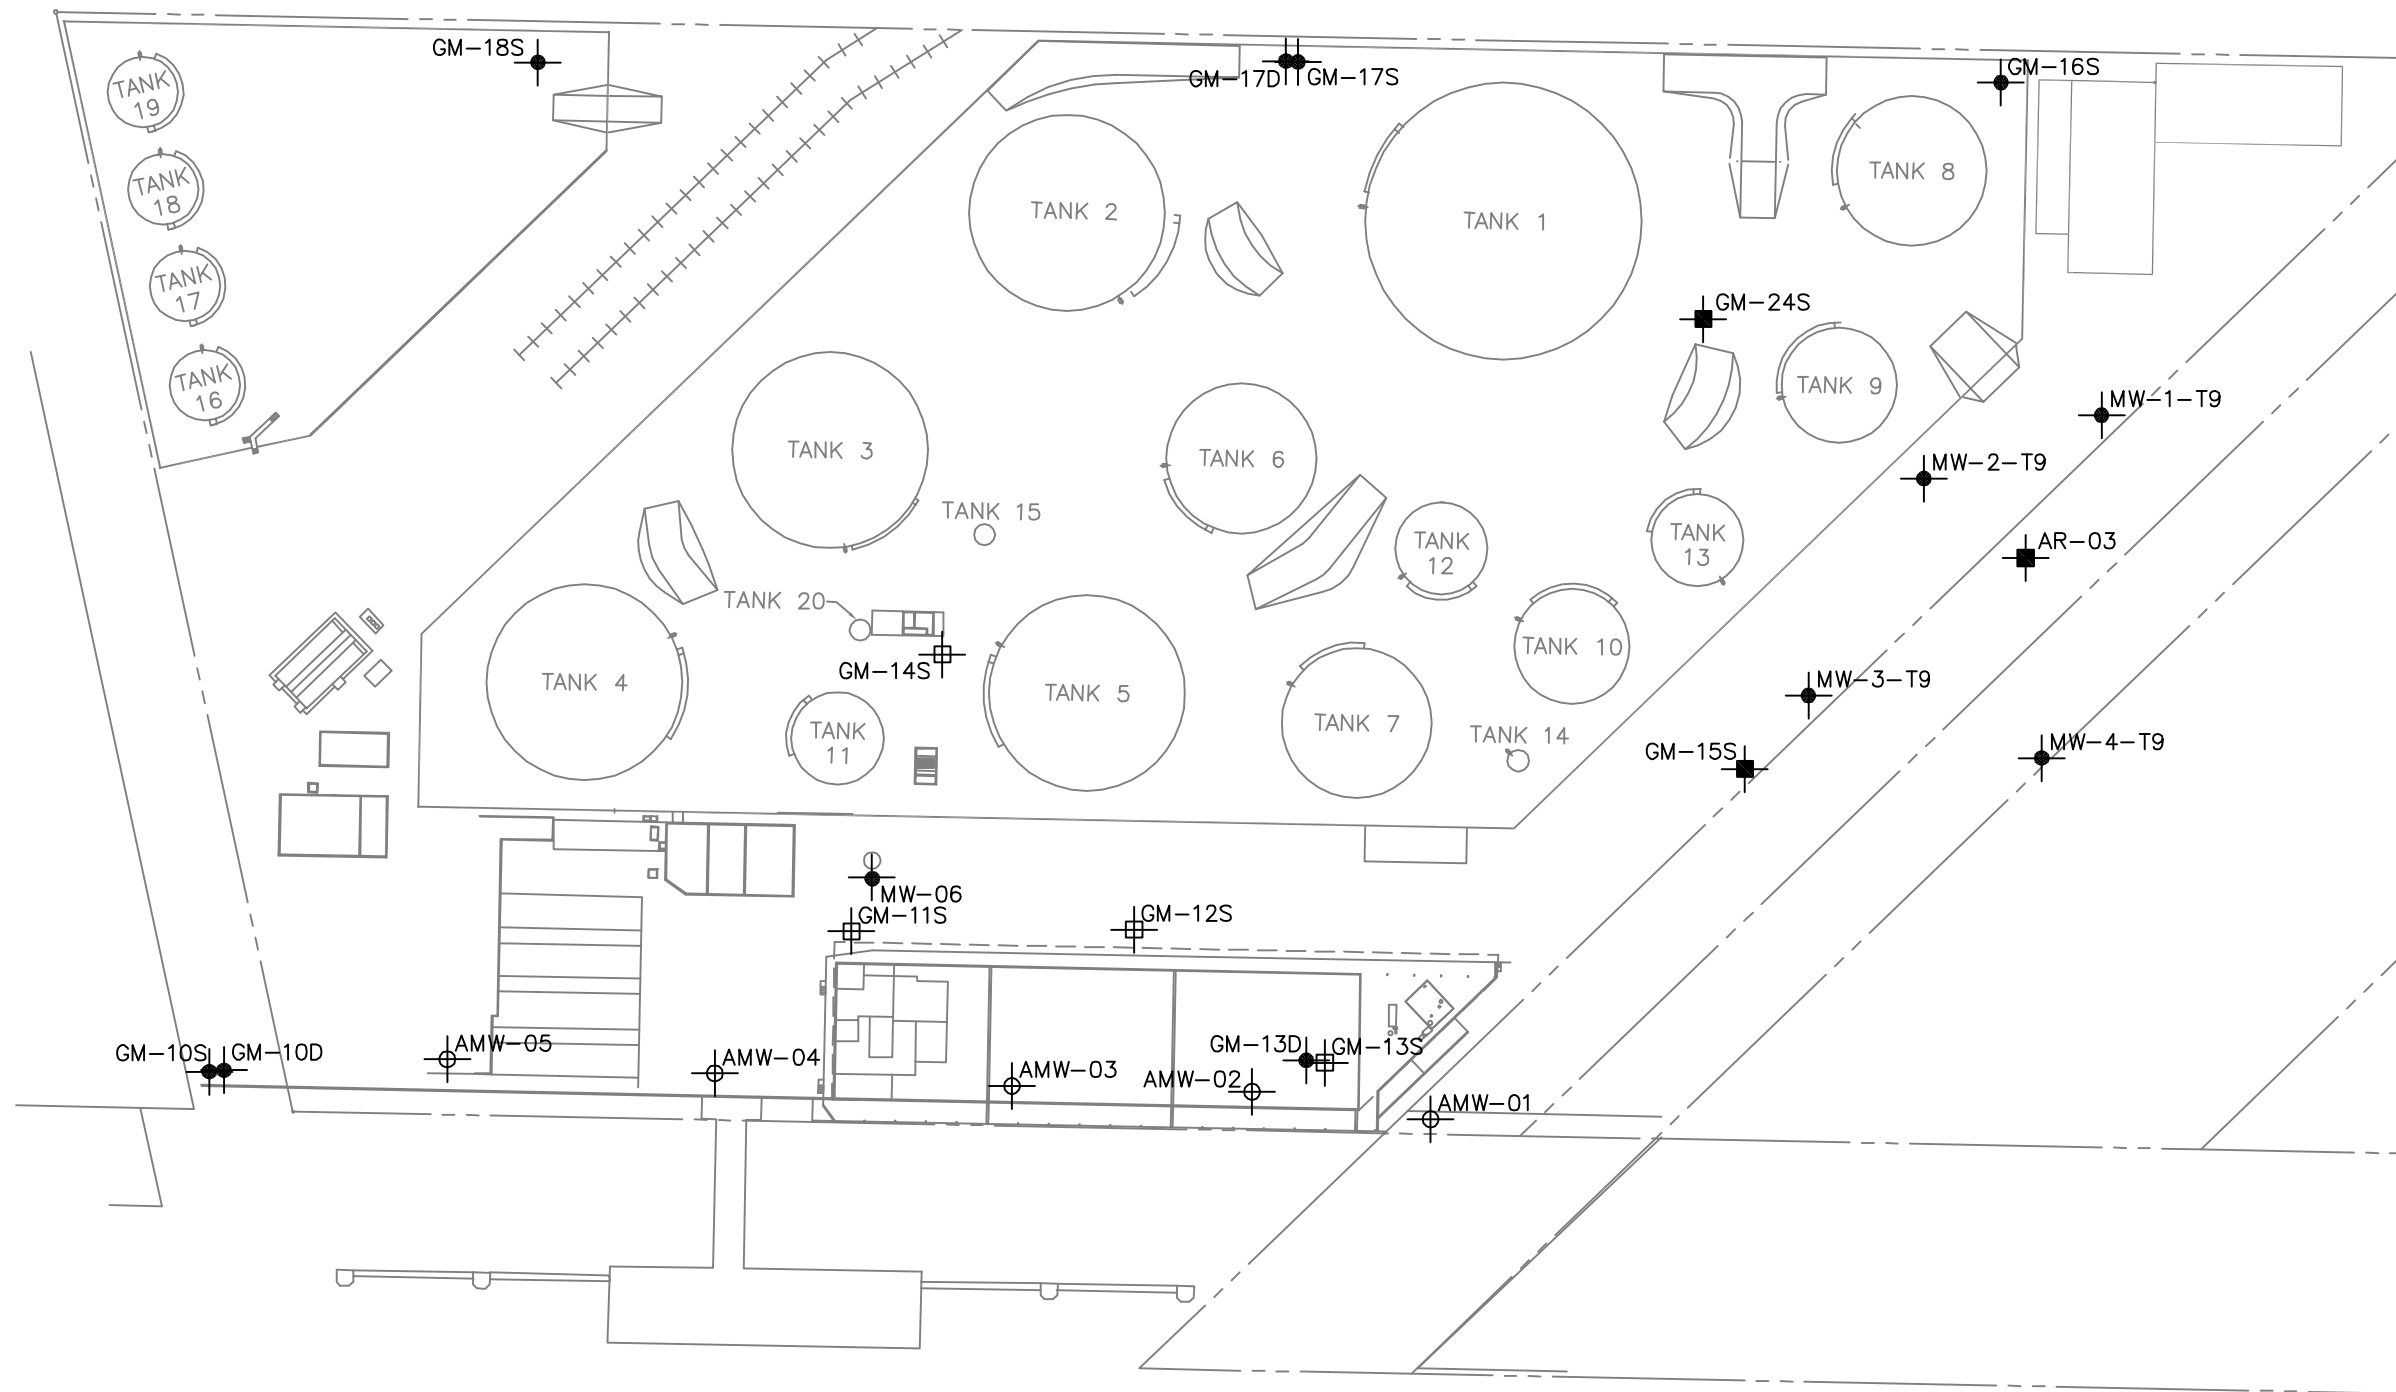 GM-18S
GM-17D
GM-17S
GM-16S
TANK
19
TANK
18
TANK
17
TANK
16
TANK 2
TANK 1
TANK 8
GM-24S
TANK 9
MW-1-T9
TANK 3
TANK 6
MW-2-T9
TANK 15
TANK
12
TANK
13
AR-03
TANK 20
GM-14S
TANK 4
TANK 5
TANK 10
MW-3-T9
TANK
11
TANK 7
TANK 14
GM-15S
MW-4-T9
MW-06
GM-11S
GM-12S
GM-10S
GM-10D
AMW-05
AMW-04
AMW-03
AMW-02
GM-13D
GM-13S
AMW-01